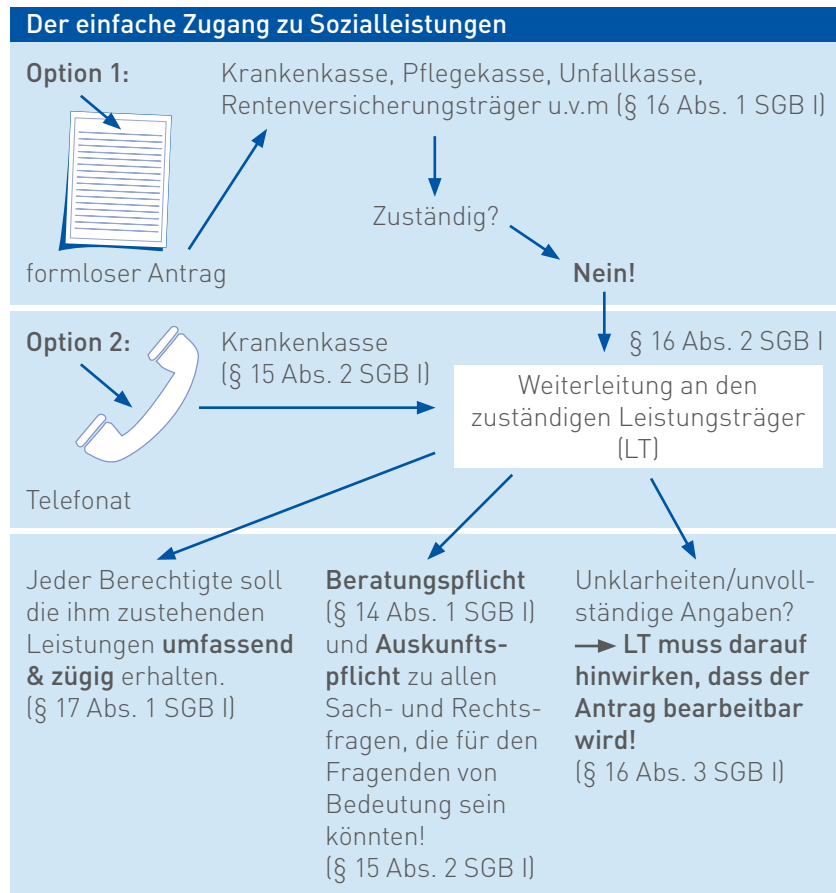 Der einfache Zugang zu Sozialleistungen
Option 1:
Krankenkasse, Pflegekasse, Unfallkasse,
Rentenversicherungsträger u.v.m (§ 16 Abs. 1 SGB I)
Zuständig?
formloser Antrag
Nein!
Option 2:
Krankenkasse
(§ 15 Abs. 2 SGB I)
§ 16 Abs. 2 SGB I
Weiterleitung an den
zuständigen Leistungsträger
(LT)
Telefonat
Jeder Berechtigte soll
die ihm zustehenden
Leistungen umfassend
& zügig erhalten.
(§ 17 Abs. 1 SGB I)
Beratungspflicht
(§ 14 Abs. 1 SGB I)
und Auskunfts-
pflicht zu allen
Sach- und Rechts-
fragen, die für den
Fragenden von
Bedeutung sein
könnten!
(§ 15 Abs. 2 SGB I)
Unklarheiten/unvoll-
ständige Angaben?
→ LT muss darauf
hinwirken, dass der
Antrag bearbeitbar
wird!
(§ 16 Abs. 3 SGB I)